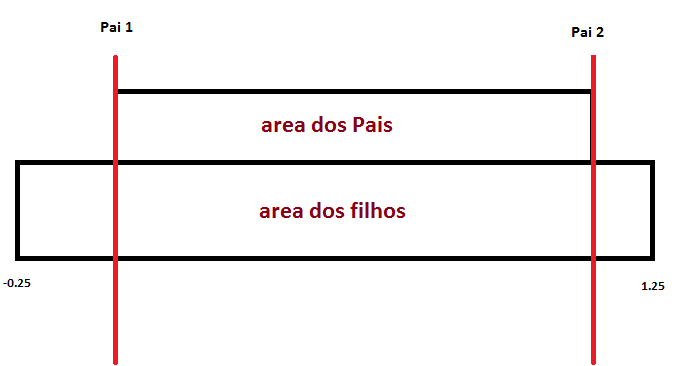 Pai 1
Pai 2
area dos Pais
area dos filhos
-0.25
1.25